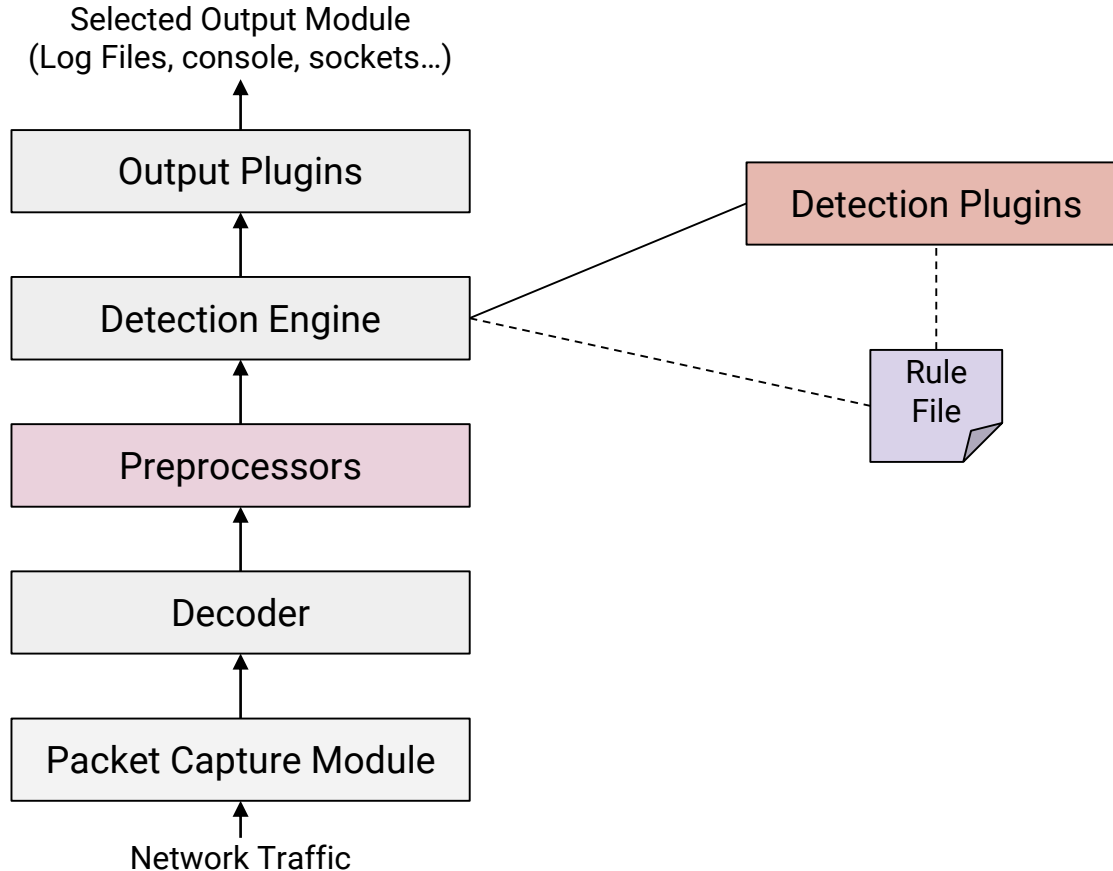 Selected Output Module
(Log Files, console, sockets…)
Output Plugins
Detection Plugins
Detection Engine
Rule
File
Preprocessors
Decoder
Packet Capture Module
Network Traffic